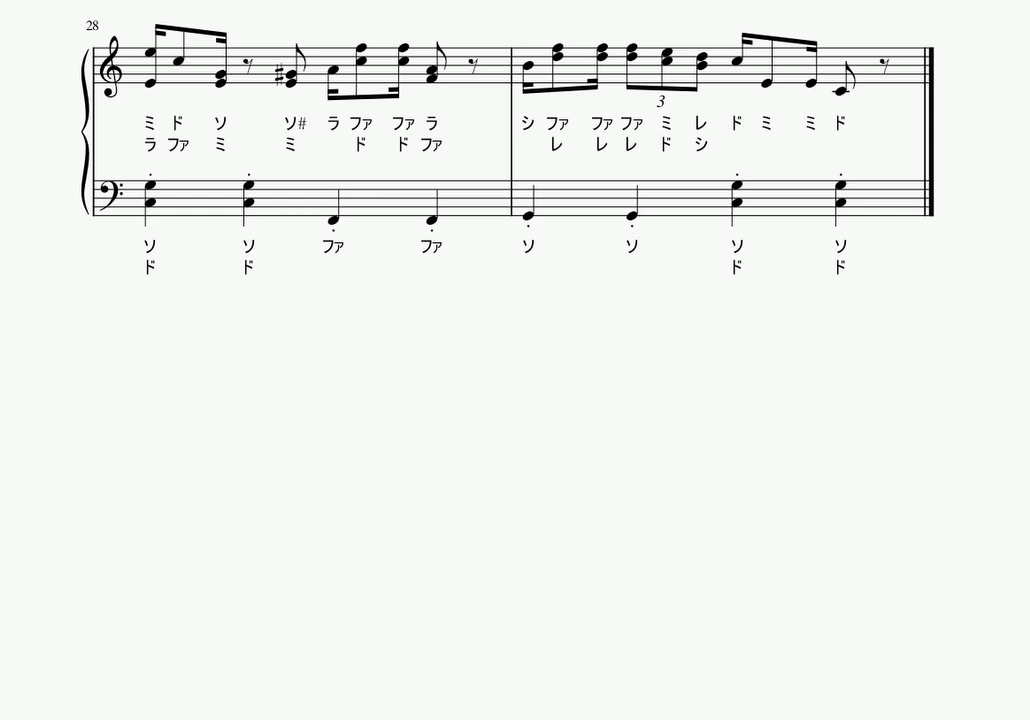 28
ミ ド ソ ソ# ラ ファ ファ ラ シ ファ ファ ファ ミ レ ド ミ ミ ド
3
ラ ファ ミ ミ ド ド ファ レ レ レ ド シ
ソ ソ ファ ファ ソ ソ ソ ソ
ド ド ド ド